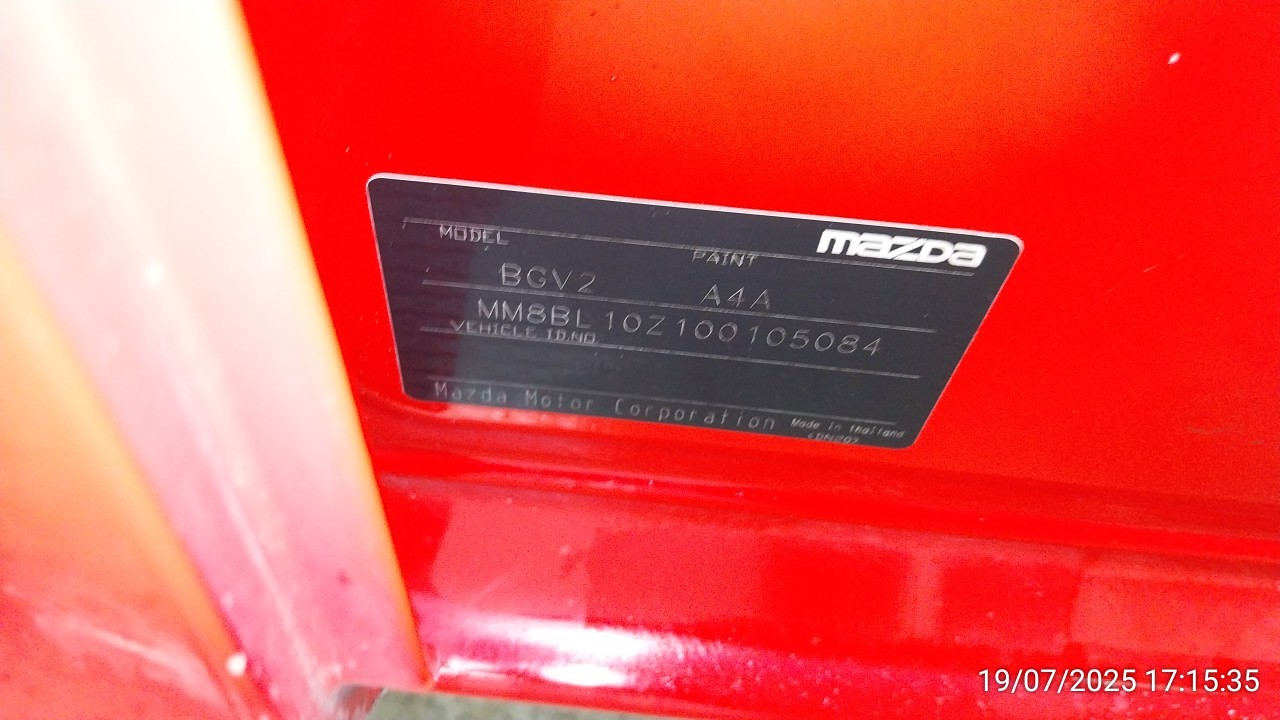 mazda
MODEL PAINT
BGV2 A4A
MM8BL10Z100105084
VEHICLE ID.NO.
Mazda Motor Corporation Made in thailand
19/07/2025 17:15:35